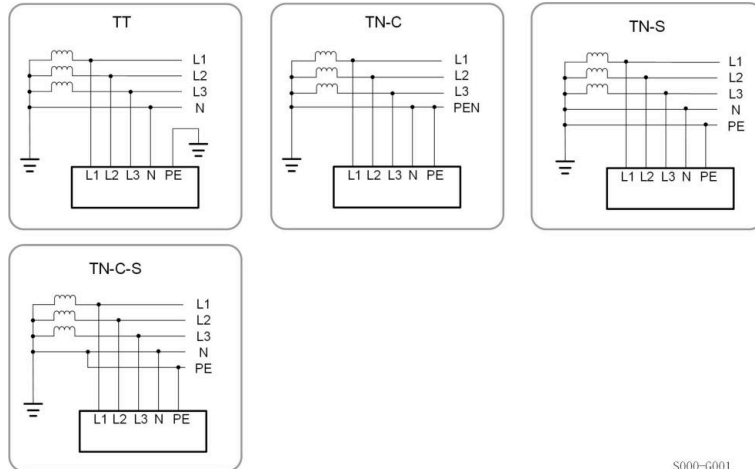 TT
L1
L2
L3
N
L1 L2 L3 N PE
TN-C
L1
L2
L3
PEN
L1 L2 L3 N PE
TN-S
L1
L2
L3
N
PE
L1 L2 L3 N PE
TN-C-S
L1
L2
L3
N
PE
L1 L2 L3 N PE
S000-G001